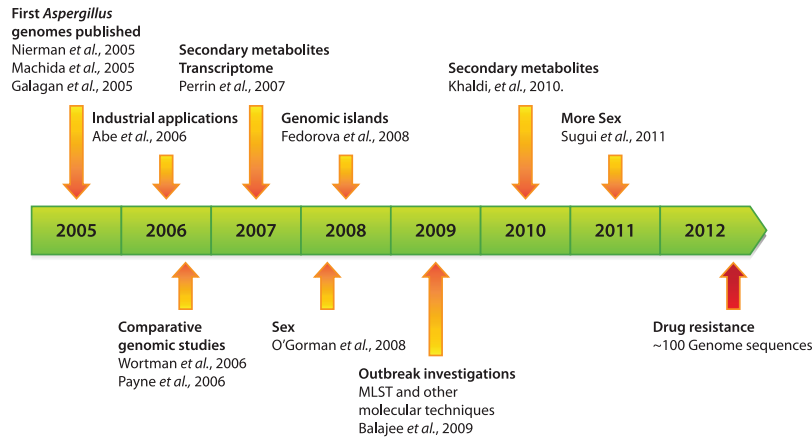 First Aspergillus
genomes published
Nierman et al., 2005
Machida et al., 2005
Galagan et al., 2005
Industrial applications
Abe et al., 2006
Secondary metabolites
Transcriptome
Perrin et al., 2007
Genomic islands
Fedorova et al., 2008
Secondary metabolites
Khaldi, et al., 2010.
More Sex
Sugui et al., 2011
2005
2006
2007
2008
2009
2010
2011
2012
Comparative
genomic studies
Wortman et al., 2006
Payne et al., 2006
Sex
O'Gorman et al., 2008
Outbreak investigations
MLST and other
molecular techniques
Balajee et al., 2009
Drug resistance
~100 Genome sequences